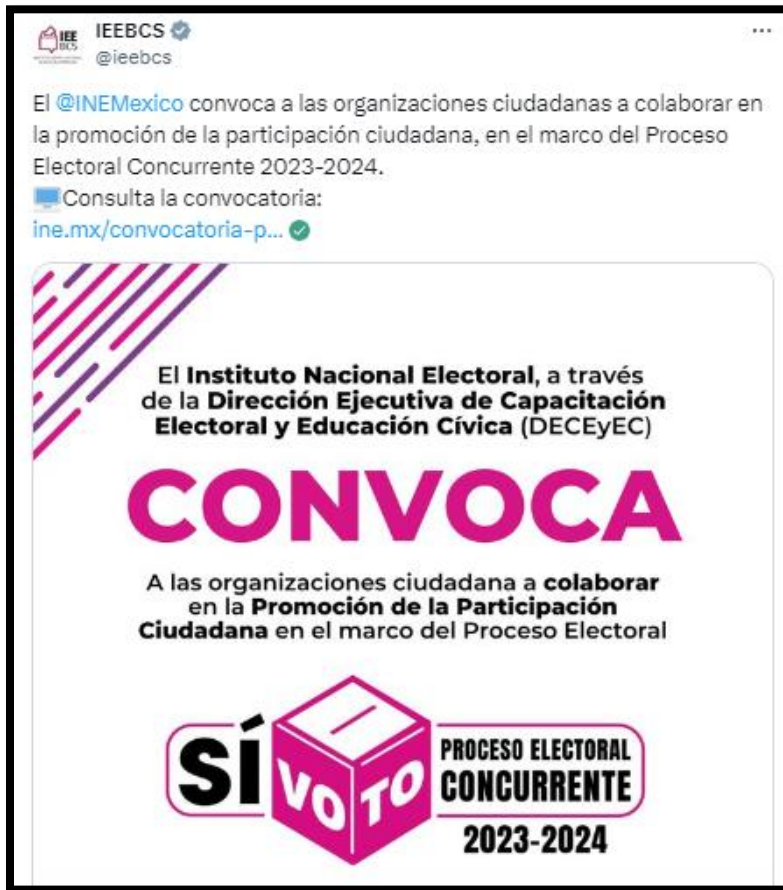 IEEBCS
@ieebcs
IEE
BCS
El @INEMexico convoca a las organizaciones ciudadanas a colaborar en
la promoción de la participación ciudadana, en el marco del Proceso
Electoral Concurrente 2023-2024.
Consulta la convocatoria:
ine.mx/convocatoria-p...
El Instituto Nacional Electoral, a través
de la Dirección Ejecutiva de Capacitación
Electoral y Educación Cívica (DECEyEC)
CONVOCA
A las organizaciones ciudadana a colaborar
en la Promoción de la Participación
Ciudadana en el marco del Proceso Electoral
SÍ VOTO
PROCESO ELECTORAL
CONCURRENTE
2023-2024